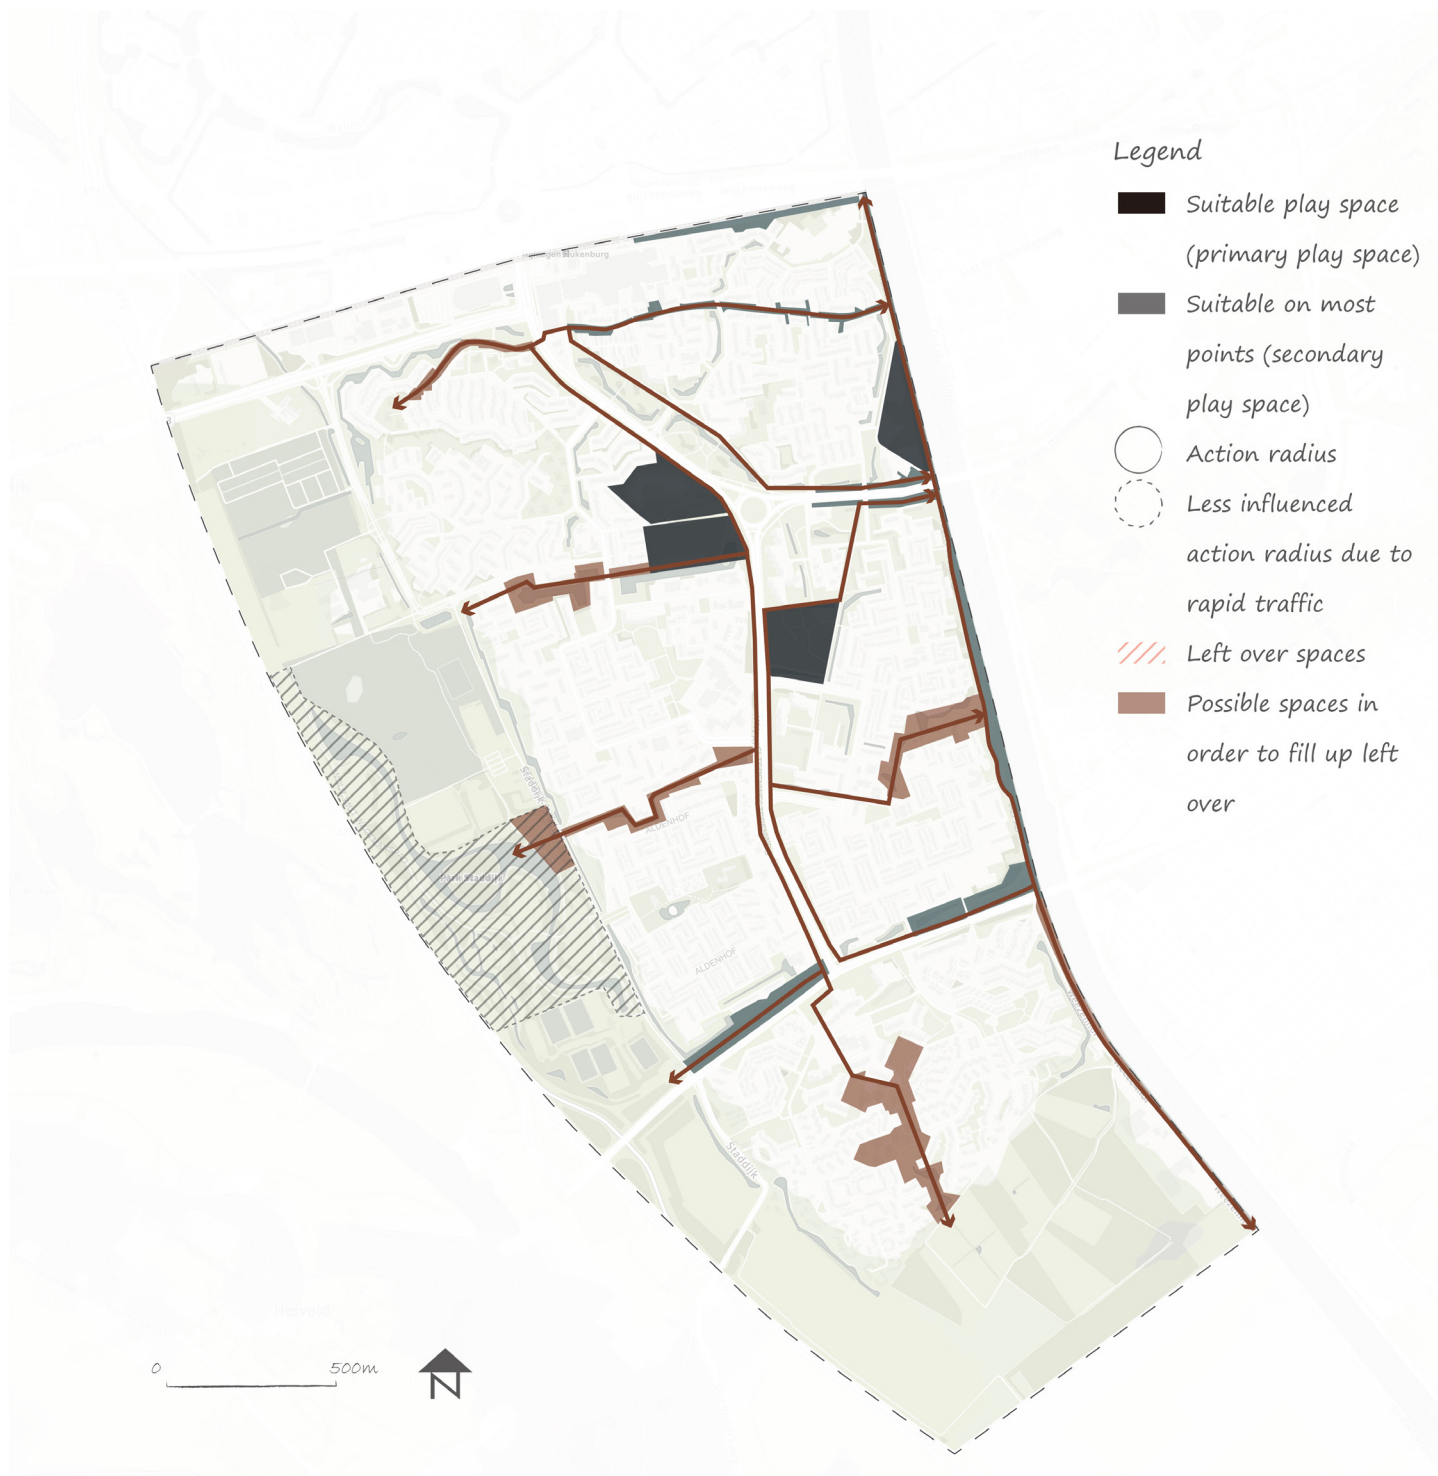 Legend
Suitable play space
(primary play space)
Suitable on most
points (secondary
play space)
Action radius
Less influenced
action radius due to
rapid traffic
Left over spaces
Possible spaces in
order to fill up left
over
Staddijk
ALDENHOF
Park Staddijk
ALDENHOF
Staddijk
0
500m
N